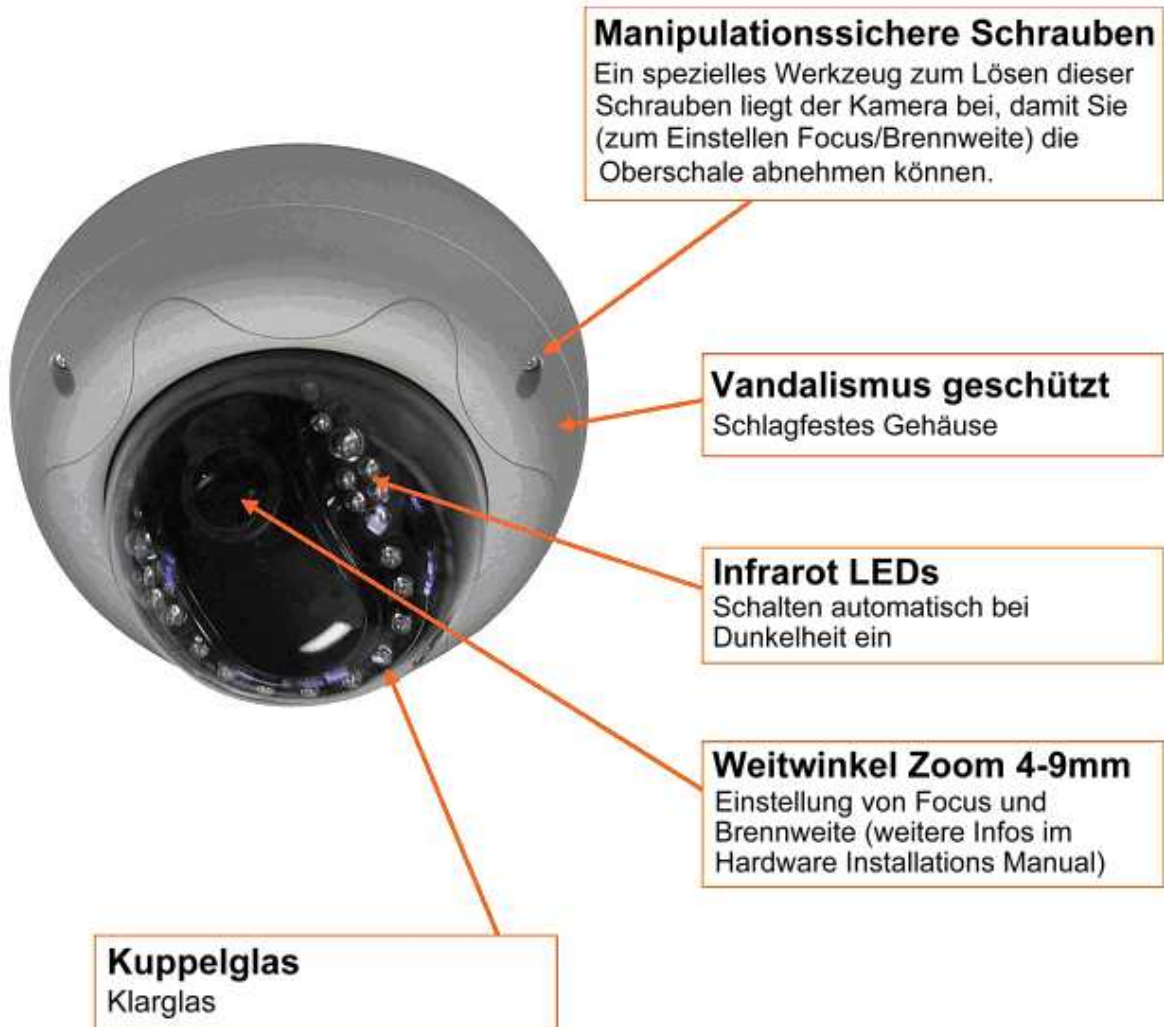 Manipulationssichere Schrauben
Ein spezielles Werkzeug zum Lösen dieser
Schrauben liegt der Kamera bei, damit Sie
(zum Einstellen Focus/Brennweite) die
Oberschale abnehmen können.
Vandalismus geschützt
Schlagfestes Gehäuse
Infrarot LEDs
Schalten automatisch bei
Dunkelheit ein
Weitwinkel Zoom 4-9mm
Einstellung von Focus und
Brennweite (weitere Infos im
Hardware Installations Manual)
Kuppelglas
Klarglas